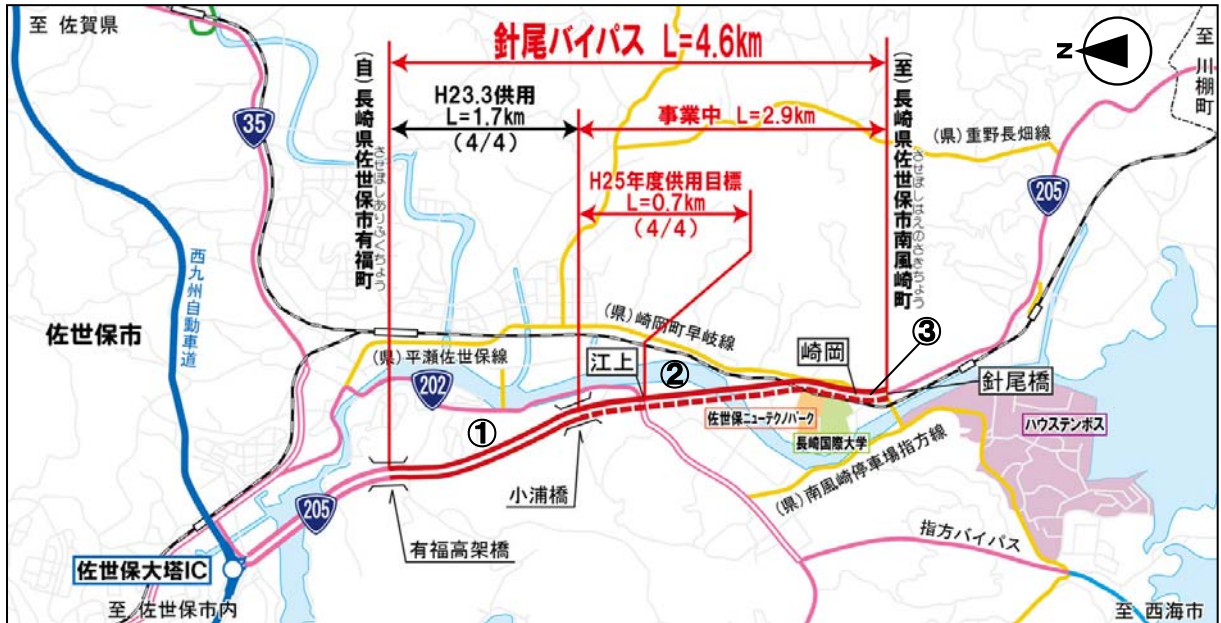 至 佐賀県
針尾バイパス L=4.6km
N
至 川棚町
35
(自)長崎県佐世保市有福町
させぼしありふくちょう
H23.3供用
L=1.7km
(4/4)
事業中 L=2.9km
H25年度供用目標
L=0.7km
(4/4)
(至)長崎県佐世保市南風崎町
させぼしはえのさきちょう
(県)重野長畑線
205
西九州自動車道
佐世保市
(県)崎岡町早岐線
(県)平瀬佐世保線
202
江上
②
崎岡
③
針尾橋
①
佐世保ニューテクノパーク
長崎国際大学
ハウステンボス
205
小浦橋
(県)南風崎停車場指方線
有福高架橋
指方バイパス
佐世保大塔IC
至 佐世保市内
至 西海市